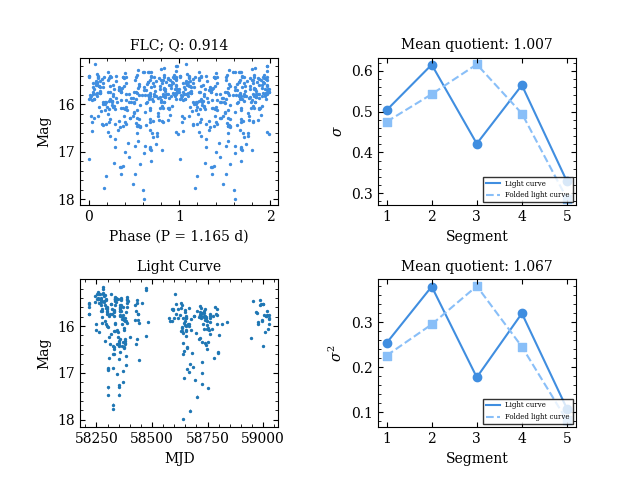 FLC; Q: 0.914
Mag
16
17
18
0
1
2
Phase (P = 1.165 d)
Mean quotient: 1.007
σ
0.6
0.5
0.4
0.3
1 2 3 4 5
Segment
Light curve
Folded light curve
Light Curve
Mag
16
17
18
58250 58500 58750 59000
MJD
Mean quotient: 1.067
σ²
0.3
0.2
0.1
1 2 3 4 5
Segment
Light curve
Folded light curve